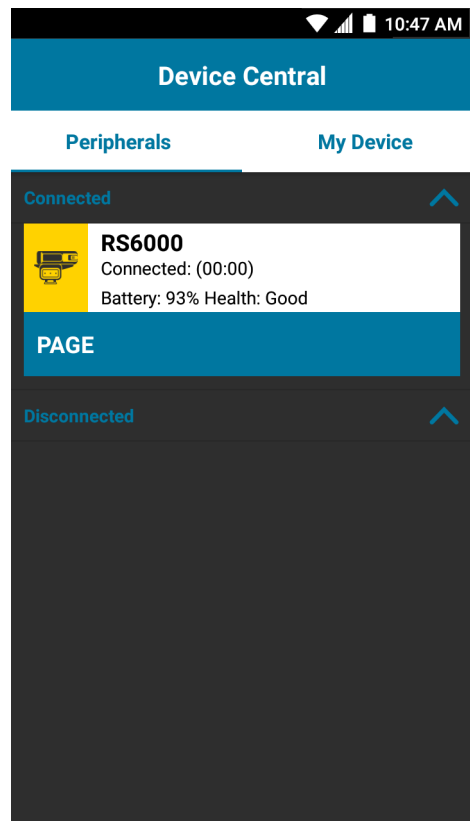 10:47 AM
Device Central
Peripherals My Device
Connected
RS6000
Connected: (00:00)
Battery: 93% Health: Good
PAGE
Disconnected